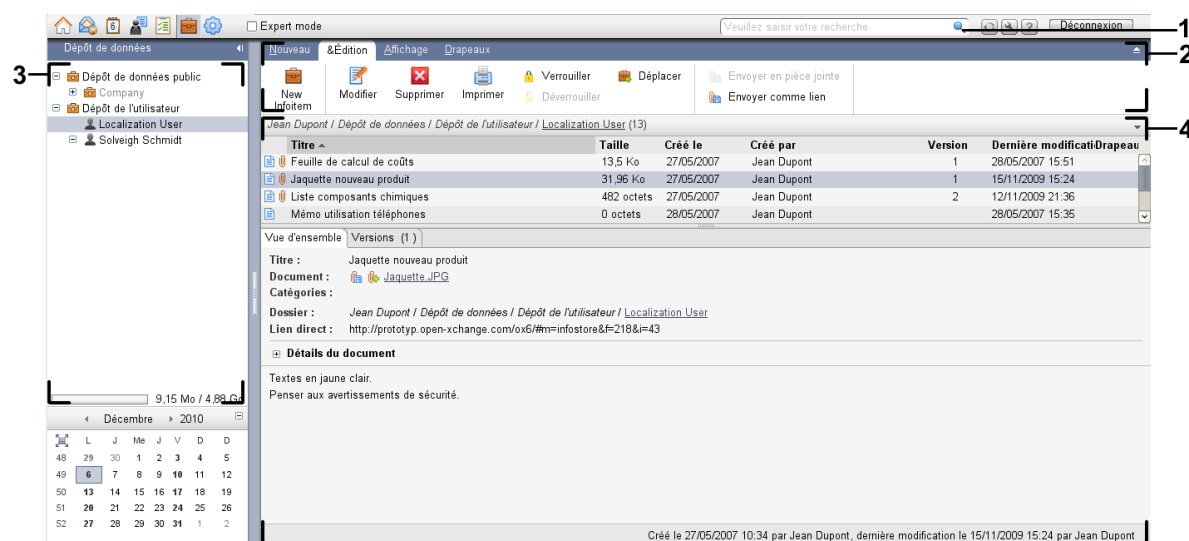 Expert mode
Veuillez saisir votre recherche
Déconnexion
1
Dépôt de données
Nouveau &Édition Affichage Drapeaux
2
3
Dépôt de données public
Company
Dépôt de l'utilisateur
Localization User
Solveigh Schmidt
New Infoitem
Modifier
Supprimer
Imprimer
Verrouiller
Déverrouiller
Déplacer
Envoyer en pièce jointe
Envoyer comme lien
Jean Dupont / Dépôt de données / Dépôt de l'utilisateur / Localization User (13)
4
Titre Taille Créé le Créé par Version Dernière modificati Drapeau
Feuille de calcul de coûts 13,5 Ko 27/05/2007 Jean Dupont 1 28/05/2007 15:51
Jaquette nouveau produit 31,96 Ko 27/05/2007 Jean Dupont 1 15/11/2009 15:24
Liste composants chimiques 482 octets 27/05/2007 Jean Dupont 2 12/11/2009 21:36
Mémo utilisation téléphones 0 octets 28/05/2007 Jean Dupont 28/05/2007 15:35
Vue d'ensemble Versions (1)
Titre : Jaquette nouveau produit
Document : Jaquette.JPG
Catégories :
Dossier : Jean Dupont / Dépôt de données / Dépôt de l'utilisateur / Localization User
Lien direct : http://prototyp.open-xchange.com/ox6/#m=infostore&f=218&i=43
Détails du document
Textes en jaune clair.
Penser aux avertissements de sécurité.
9,15 Mo / 4,88 Go
Décembre 2010
L J Me J V D D
48 29 30 1 2 3 4 5
49 6 7 8 9 10 11 12
50 13 14 15 16 17 18 19
51 20 21 22 23 24 25 26
52 27 28 29 30 31 1 2
Créé le 27/05/2007 10:34 par Jean Dupont, dernière modification le 15/11/2009 15:24 par Jean Dupont